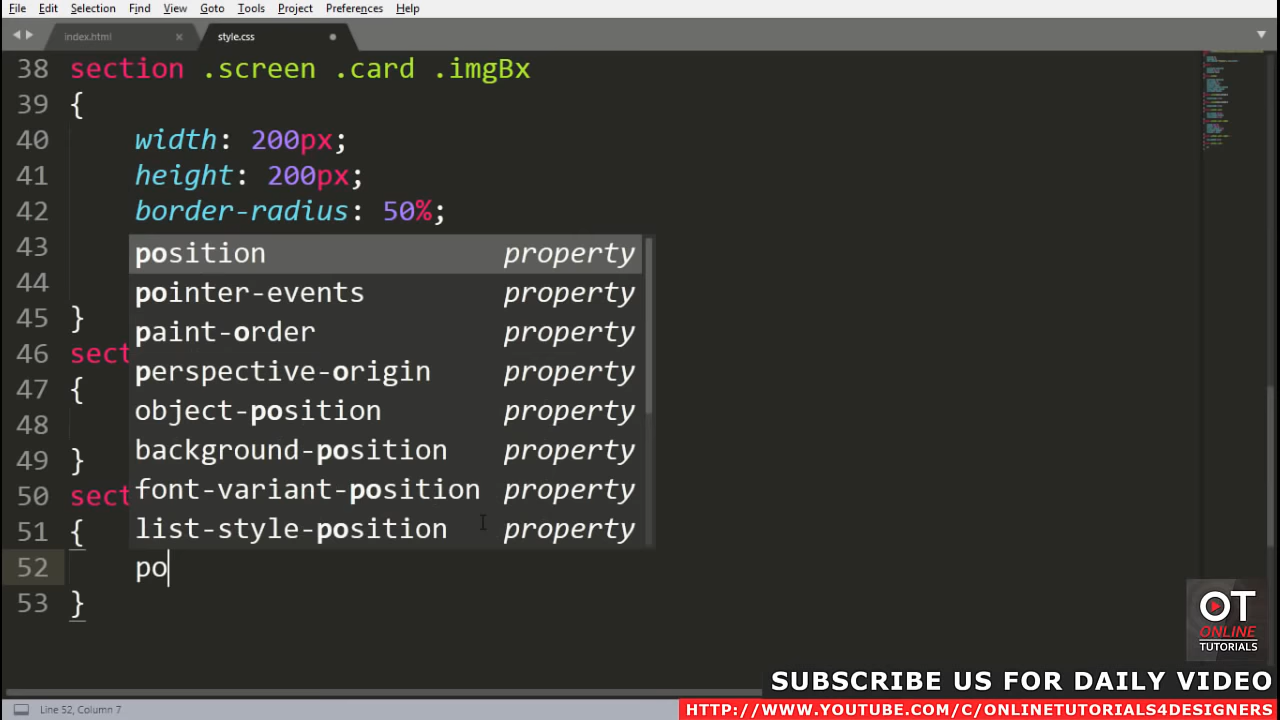 File Edit Selection Find View Goto Tools Project Preferences Help
index.html × style.css
38 section .screen .card .imgBx
39 {
40 width: 200px;
41 height: 200px;
42 border-radius: 50%;
43 position property
44 pointer-events property
45 } paint-order property
46 sect perspective-origin property
47 { object-position property
48 background-position property
49 } font-variant-position property
50 sect
51 { list-style-position property
52 po
53 }
OT
ONLINE
TUTORIALS
SUBSCRIBE US FOR DAILY VIDEO
Line 52, Column 7
HTTP://WWW.YOUTUBE.COM/C/ONLINETUTORIALS4DESIGNERS